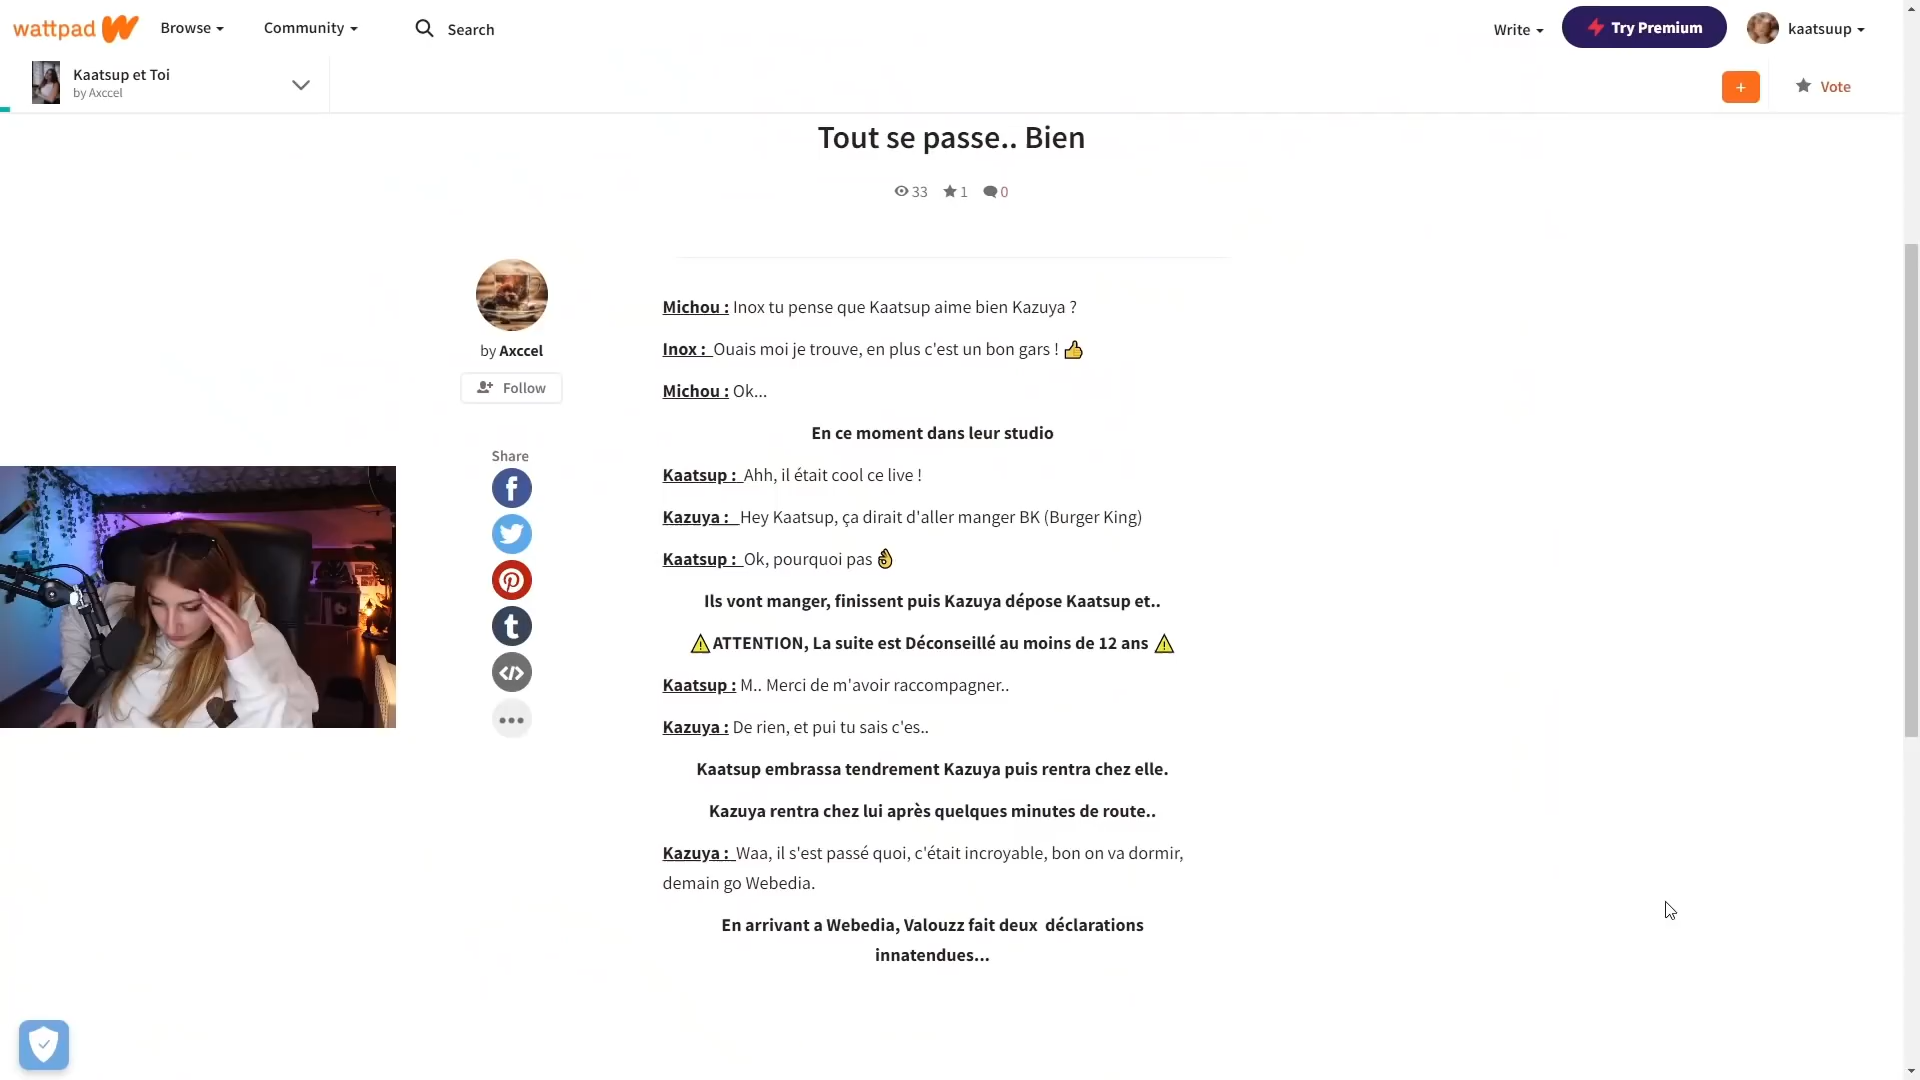 wattpad
Browse
Community
Search
Write
Try Premium
kaatsuup
Kaatsup et Toi
by Axccel
+
Vote
Tout se passe.. Bien
33 1 0
by Axccel
Follow
Share
Michou : Inox tu pense que Kaatsup aime bien Kazuya ?
Inox : Ouais moi je trouve, en plus c'est un bon gars ! 👍
Michou : Ok...
En ce moment dans leur studio
Kaatsup : Ahh, il était cool ce live !
Kazuya : Hey Kaatsup, ça dirait d'aller manger BK (Burger King)
Kaatsup : Ok, pourquoi pas 👌
Ils vont manger, finissent puis Kazuya dépose Kaatsup et..
⚠️ATTENTION, La suite est Déconseillé au moins de 12 ans ⚠️
Kaatsup : M.. Merci de m'avoir raccompagner..
Kazuya : De rien, et pui tu sais c'es..
Kaatsup embrassa tendrement Kazuya puis rentra chez elle.
Kazuya rentra chez lui après quelques minutes de route..
Kazuya : Waa, il s'est passé quoi, c'était incroyable, bon on va dormir,
demain go Webedia.
En arrivant a Webedia, Valouzz fait deux déclarations
innatendues...